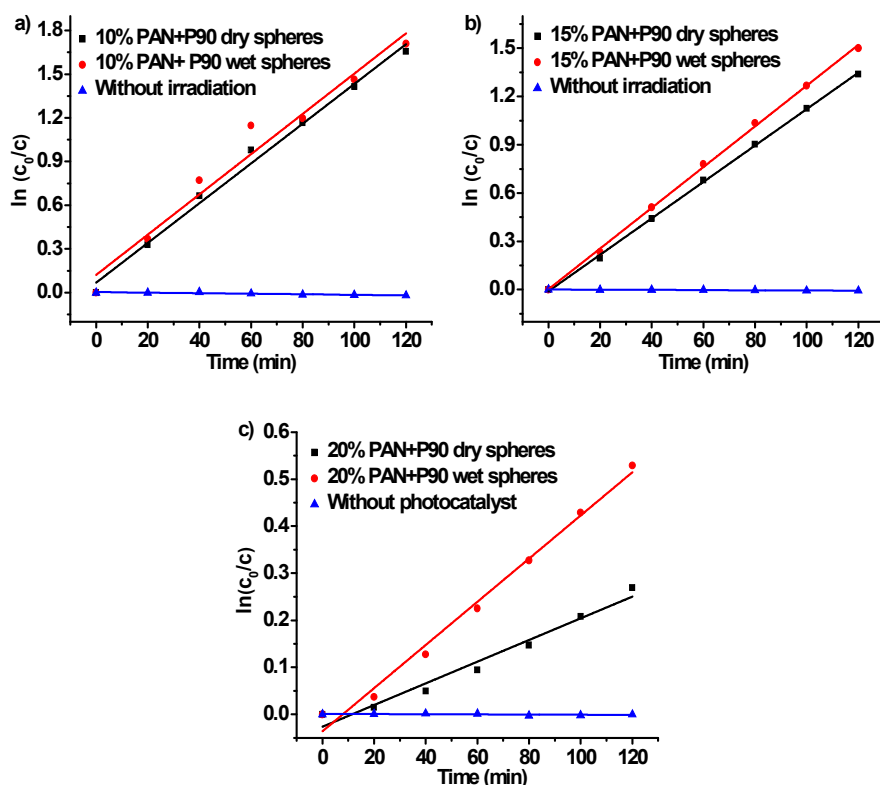 a)
10% PAN+P90 dry spheres
10% PAN+ P90 wet spheres
Without irradiation
ln (c₀/c)
1.8
1.5
1.2
0.9
0.6
0.3
0.0
0 20 40 60 80 100 120
Time (min)
b)
15% PAN+P90 dry spheres
15% PAN+P90 wet spheres
Without irradiation
ln (c₀/c)
1.5
1.2
0.9
0.6
0.3
0.0
0 20 40 60 80 100 120
Time (min)
c)
20% PAN+P90 dry spheres
20% PAN+P90 wet spheres
Without photocatalyst
ln(c₀/c)
0.6
0.5
0.4
0.3
0.2
0.1
0.0
0 20 40 60 80 100 120
Time (min)